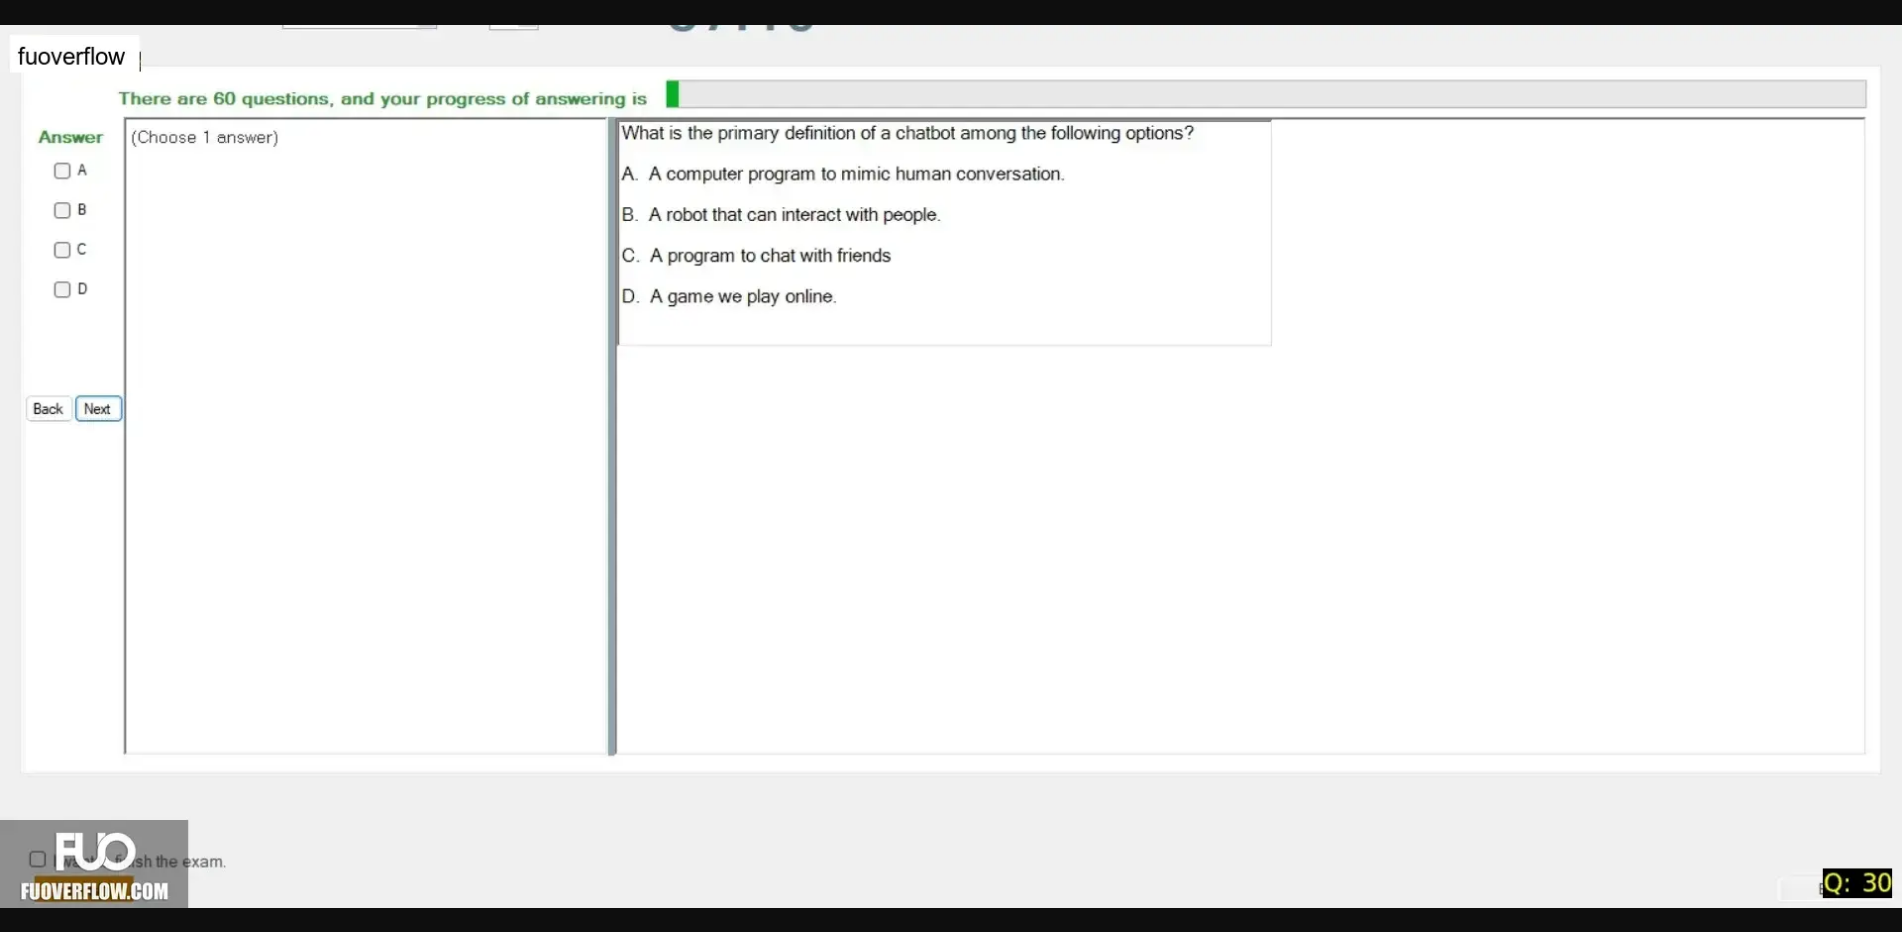 fuoverflow
There are 60 questions, and your progress of answering is
Answer
(Choose 1 answer)
A
B
C
D
Back
Next
What is the primary definition of a chatbot among the following options?
A. A computer program to mimic human conversation.
B. A robot that can interact with people.
C. A program to chat with friends
D. A game we play online.
FUO
finish the exam.
FUOVERFLOW.COM
Q: 30